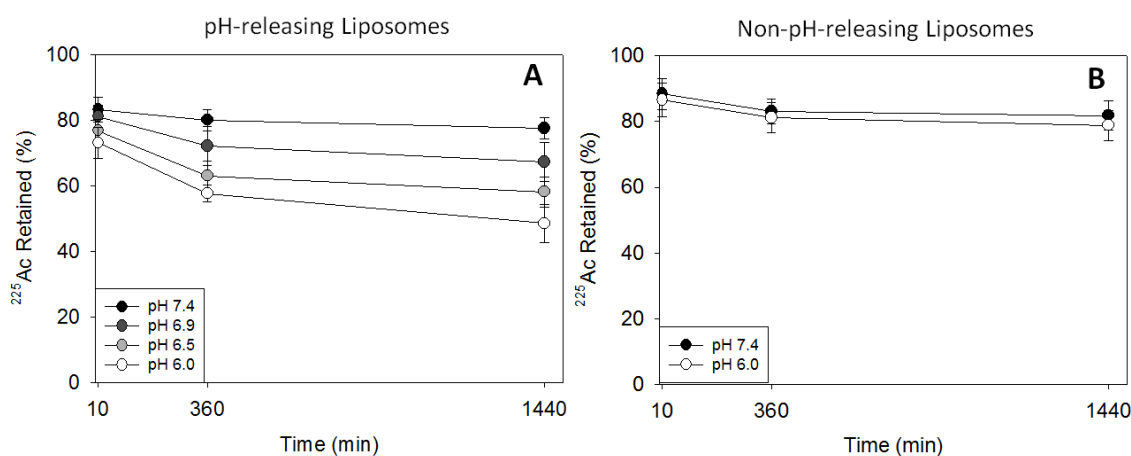 pH-releasing Liposomes
A
100
80
60
40
20
0
²²⁵Ac Retained (%)
pH 7.4
pH 6.9
pH 6.5
pH 6.0
10 360 1440
Time (min)
Non-pH-releasing Liposomes
B
100
80
60
40
20
0
²²⁵Ac Retained (%)
pH 7.4
pH 6.0
10 360 1440
Time (min)